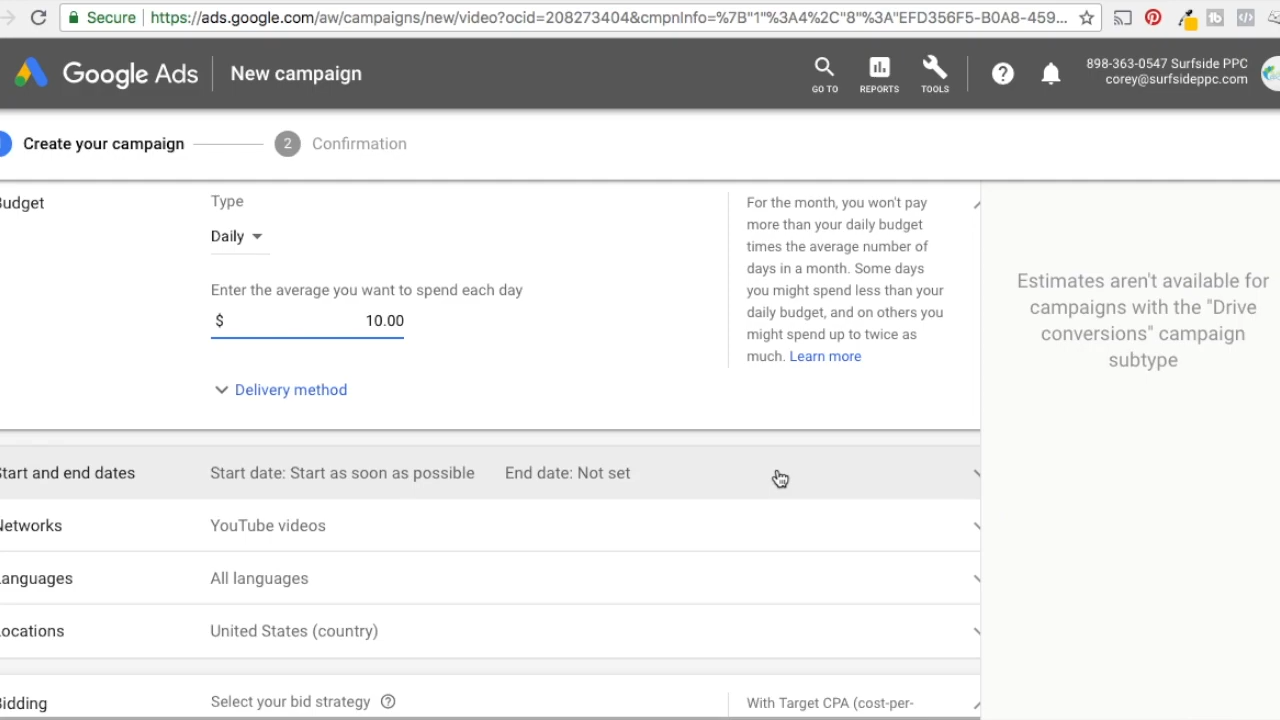 Secure https://ads.google.com/aw/campaigns/new/video?ocid=208273404&cmpnInfo=%7B"1"%3A4%2C"8"%3A"EFD356F5-B0A8-459...
Google Ads New campaign
GO TO REPORTS TOOLS
898-363-0547 Surfside PPC
corey@surfsideppc.com
Create your campaign 2 Confirmation
Budget
Type
Daily
Enter the average you want to spend each day
$ 10.00
Delivery method
For the month, you won't pay
more than your daily budget
times the average number of
days in a month. Some days
you might spend less than your
daily budget, and on others you
might spend up to twice as
much. Learn more
Estimates aren't available for
campaigns with the "Drive
conversions" campaign
subtype
Start and end dates Start date: Start as soon as possible End date: Not set
Networks YouTube videos
Languages All languages
Locations United States (country)
Bidding Select your bid strategy
With Target CPA (cost-per-